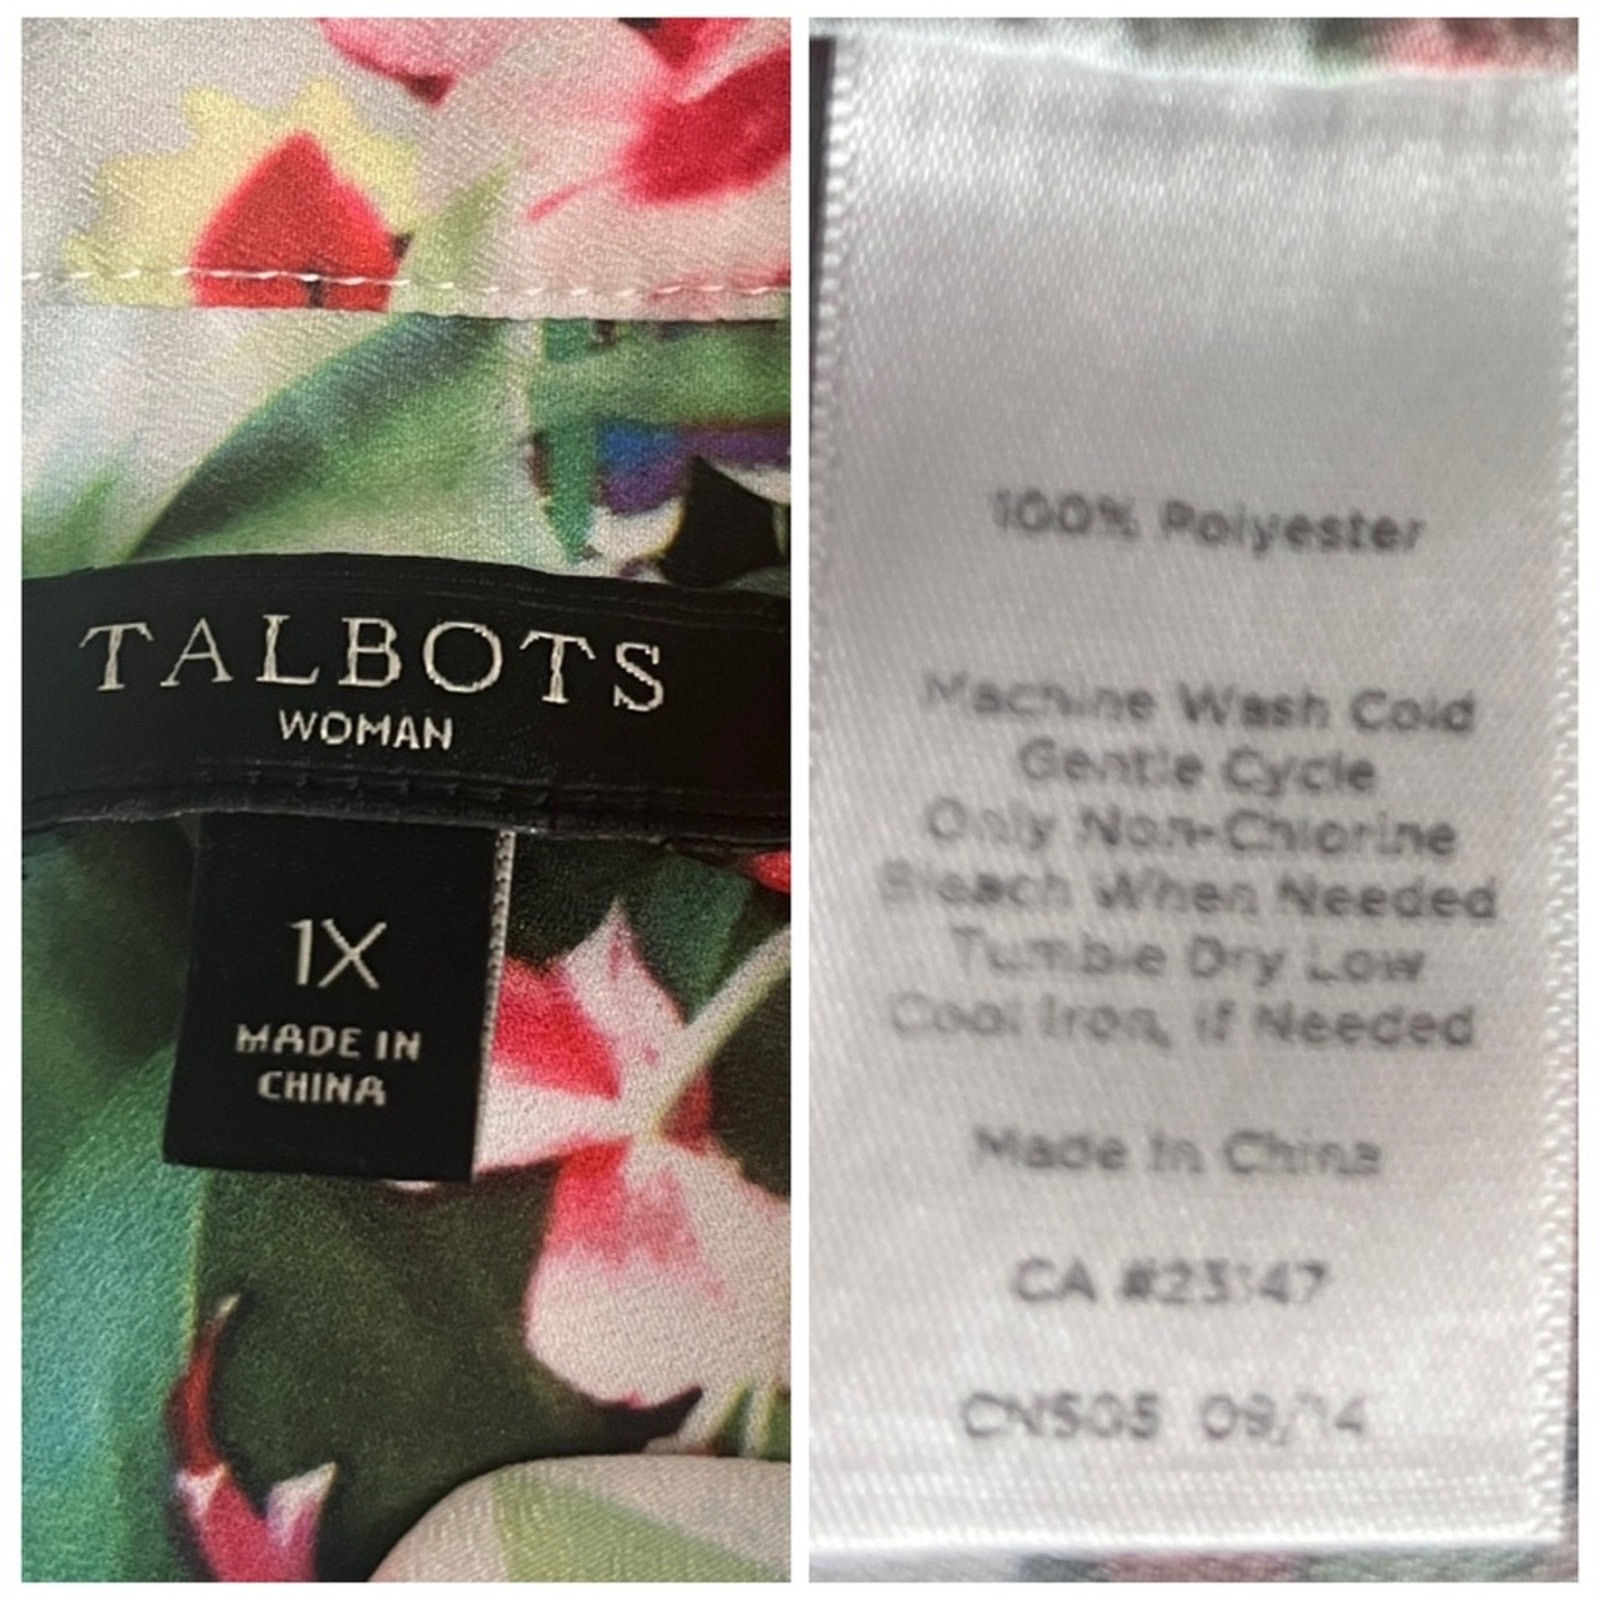 TALBOTS
WOMAN
1X
MADE IN
CHINA
100% Polyester
Machine Wash Cold
Gentle Cycle
Only Non-Chlorine
Bleach When Needed
Tumble Dry Low
Cool Iron, if Needed
Made In China
CA #23147
CN505 09/14